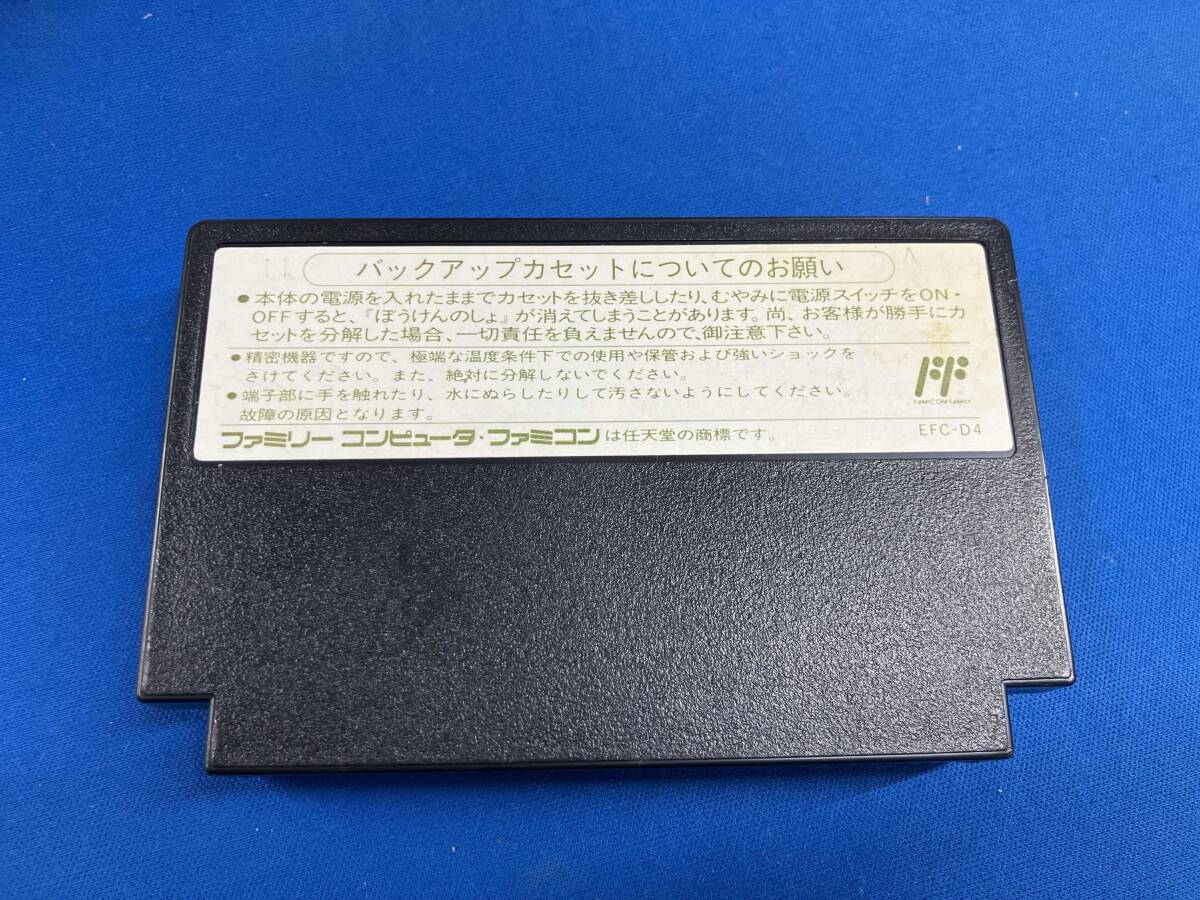 バックアップカセットについてのお願い
●本体の電源を入れたままでカセットを抜き差ししたり、むやみに電源スイッチをON・
OFFすると、『ぼうけんのしょ』が消えてしまうことがあります。尚、お客様が勝手にカ
セットを分解した場合、一切責任を負えませんので、御注意下さい。
●精密機器ですので、極端な温度条件下での使用や保管および強いショックを
さけてください。また、絶対に分解しないでください。
●端子部に手を触れたり、水にぬらしたりして汚さないようにしてください。
故障の原因となります。
FAMICOM FAMILY
ファミリー コンピュータ・ファミコンは任天堂の商標です。
EFC-D4